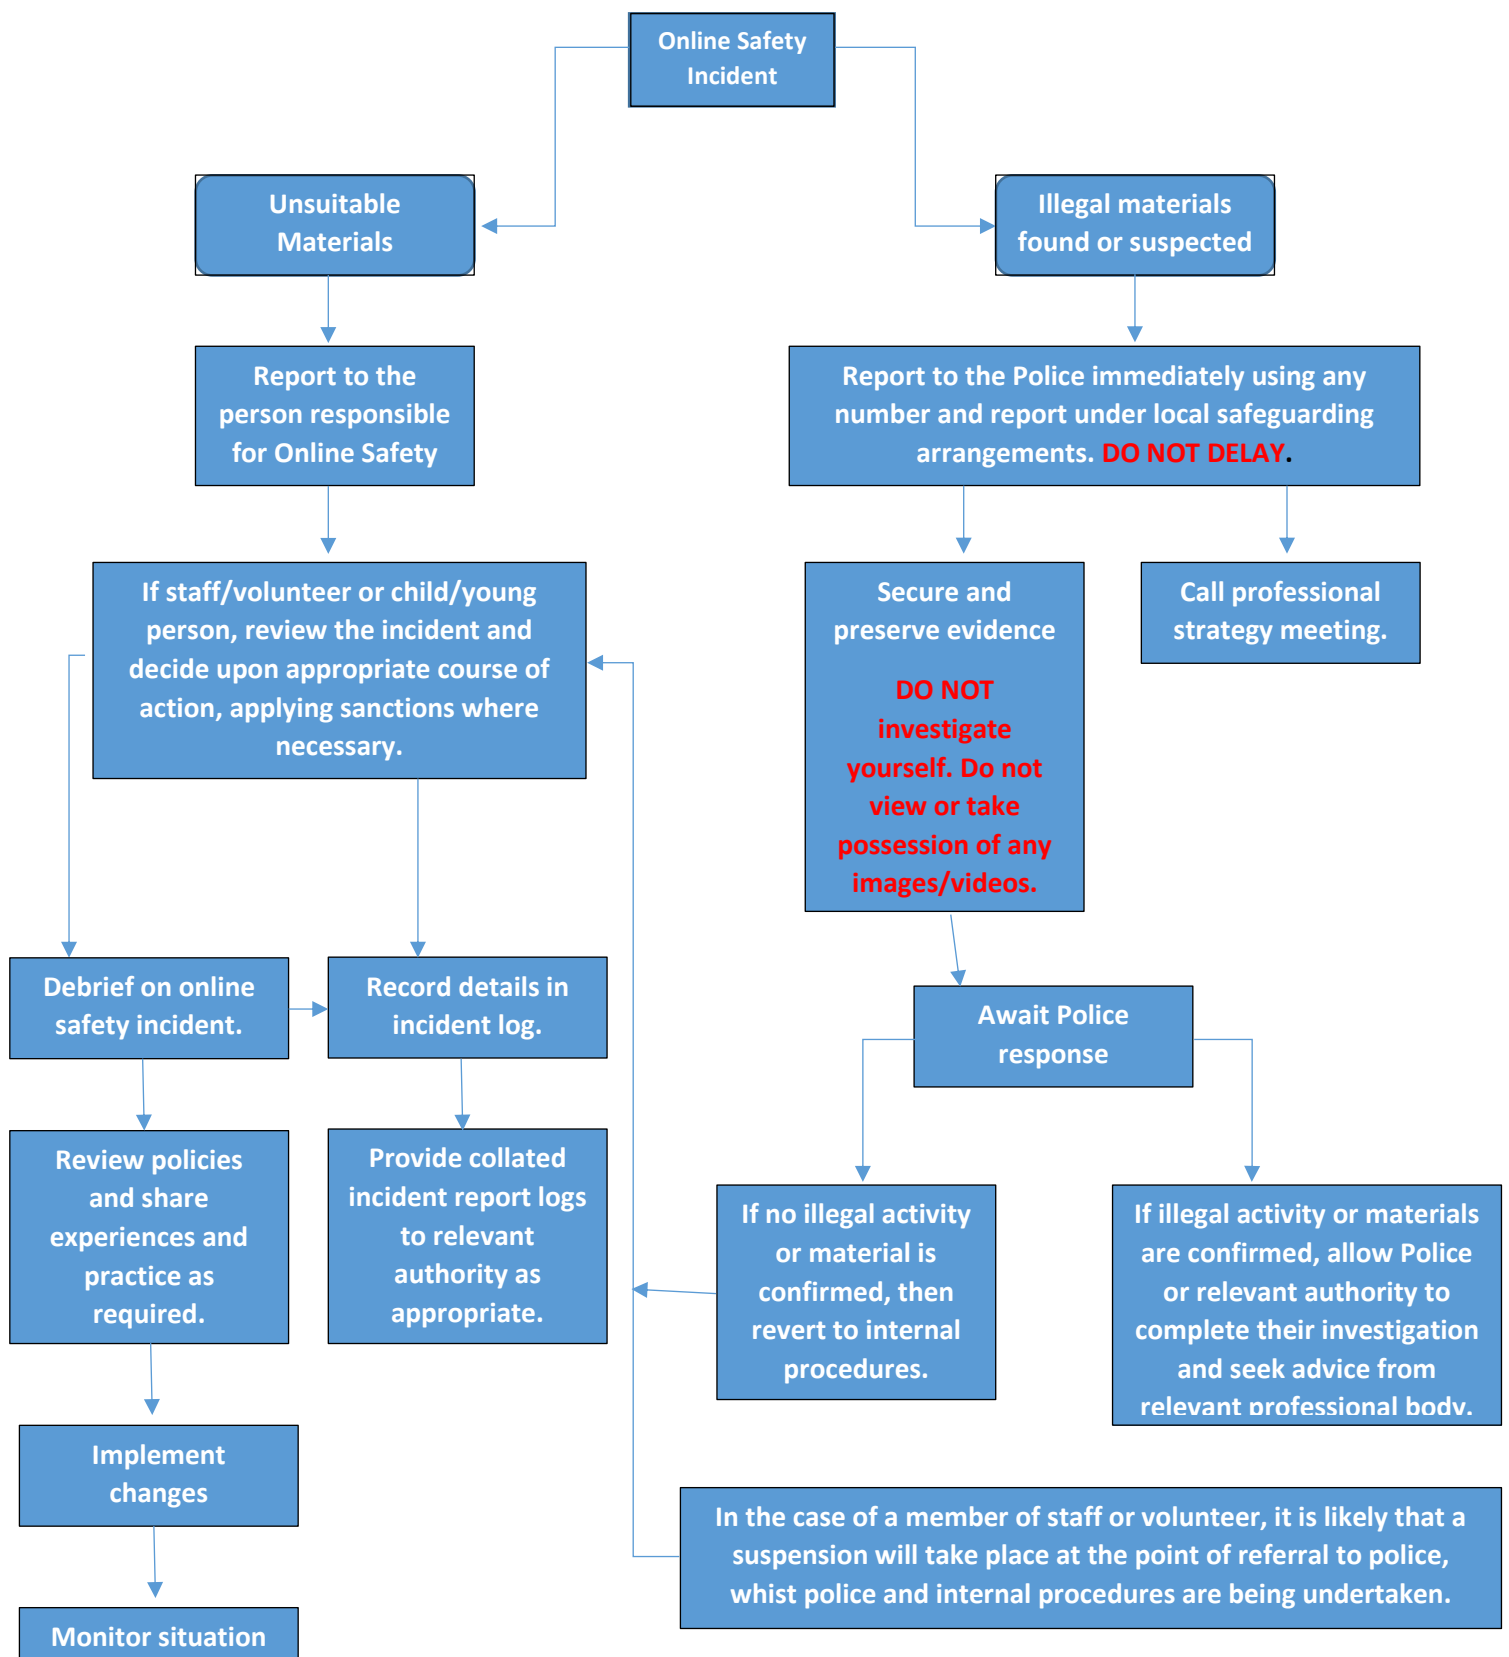 Online Safety
Incident
Unsuitable
Materials
Illegal materials
found or suspected
Report to the
person responsible
for Online Safety
Report to the Police immediately using any
number and report under local safeguarding
arrangements. DO NOT DELAY.
If staff/volunteer or child/young
person, review the incident and
decide upon appropriate course of
action, applying sanctions where
necessary.
Secure and
preserve evidence
DO NOT
investigate
yourself. Do not
view or take
possession of any
images/videos.
Call professional
strategy meeting.
Debrief on online
safety incident.
Record details in
incident log.
Await Police
response
Review policies
and share
experiences and
practice as
required.
Provide collated
incident report logs
to relevant
authority as
appropriate.
If no illegal activity
or material is
confirmed, then
revert to internal
procedures.
If illegal activity or materials
are confirmed, allow Police
or relevant authority to
complete their investigation
and seek advice from
relevant professional body.
Implement
changes
In the case of a member of staff or volunteer, it is likely that a
suspension will take place at the point of referral to police,
whist police and internal procedures are being undertaken.
Monitor situation